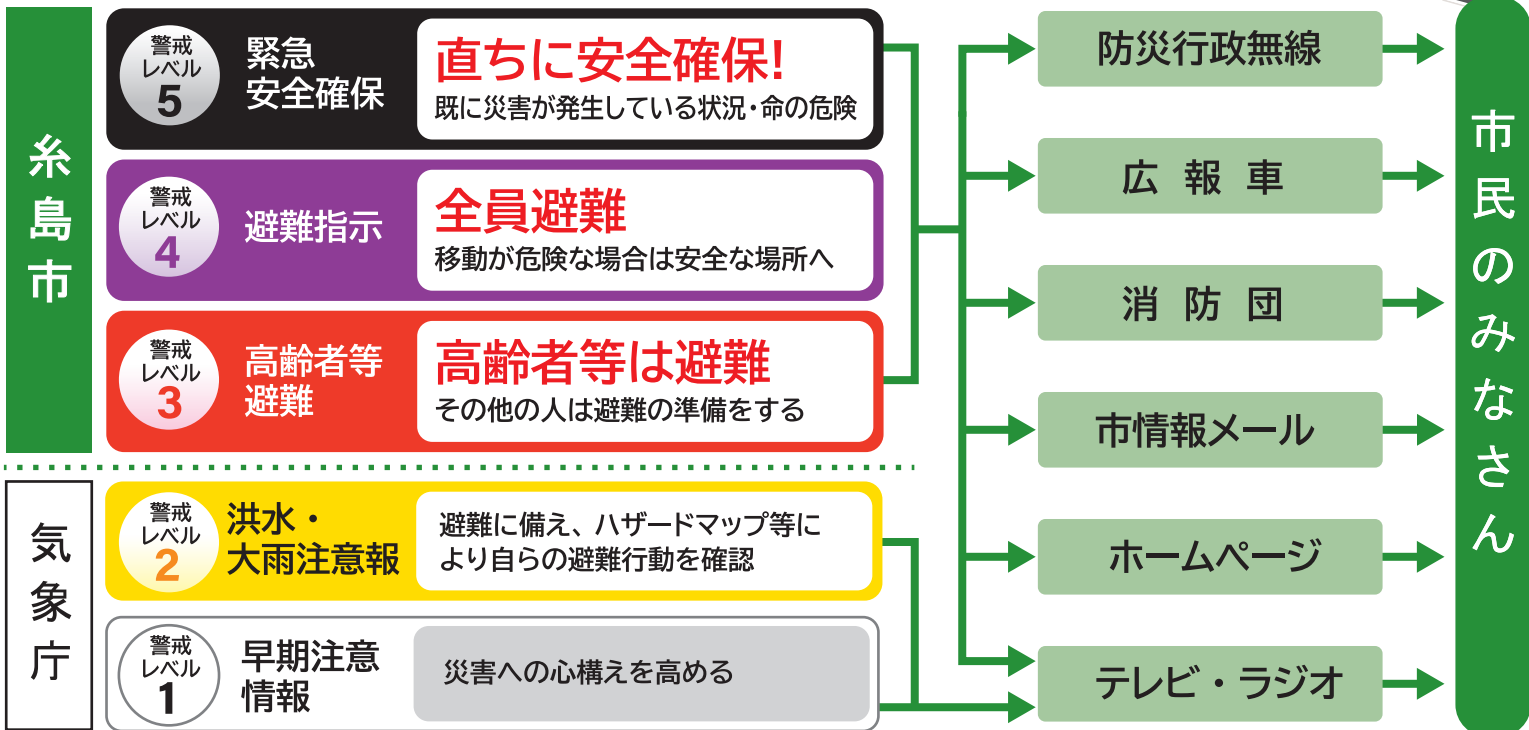 糸島市
警戒
レベル
5
緊急
安全確保
直ちに安全確保!
既に災害が発生している状況・命の危険
警戒
レベル
4
避難指示
全員避難
移動が危険な場合は安全な場所へ
警戒
レベル
3
高齢者等
避難
高齢者等は避難
その他の人は避難の準備をする
気象庁
警戒
レベル
2
洪水・
大雨注意報
避難に備え、ハザードマップ等に
より自らの避難行動を確認
警戒
レベル
1
早期注意
情報
災害への心構えを高める
防災行政無線
広報車
消防団
市情報メール
ホームページ
テレビ・ラジオ
市民のみなさん